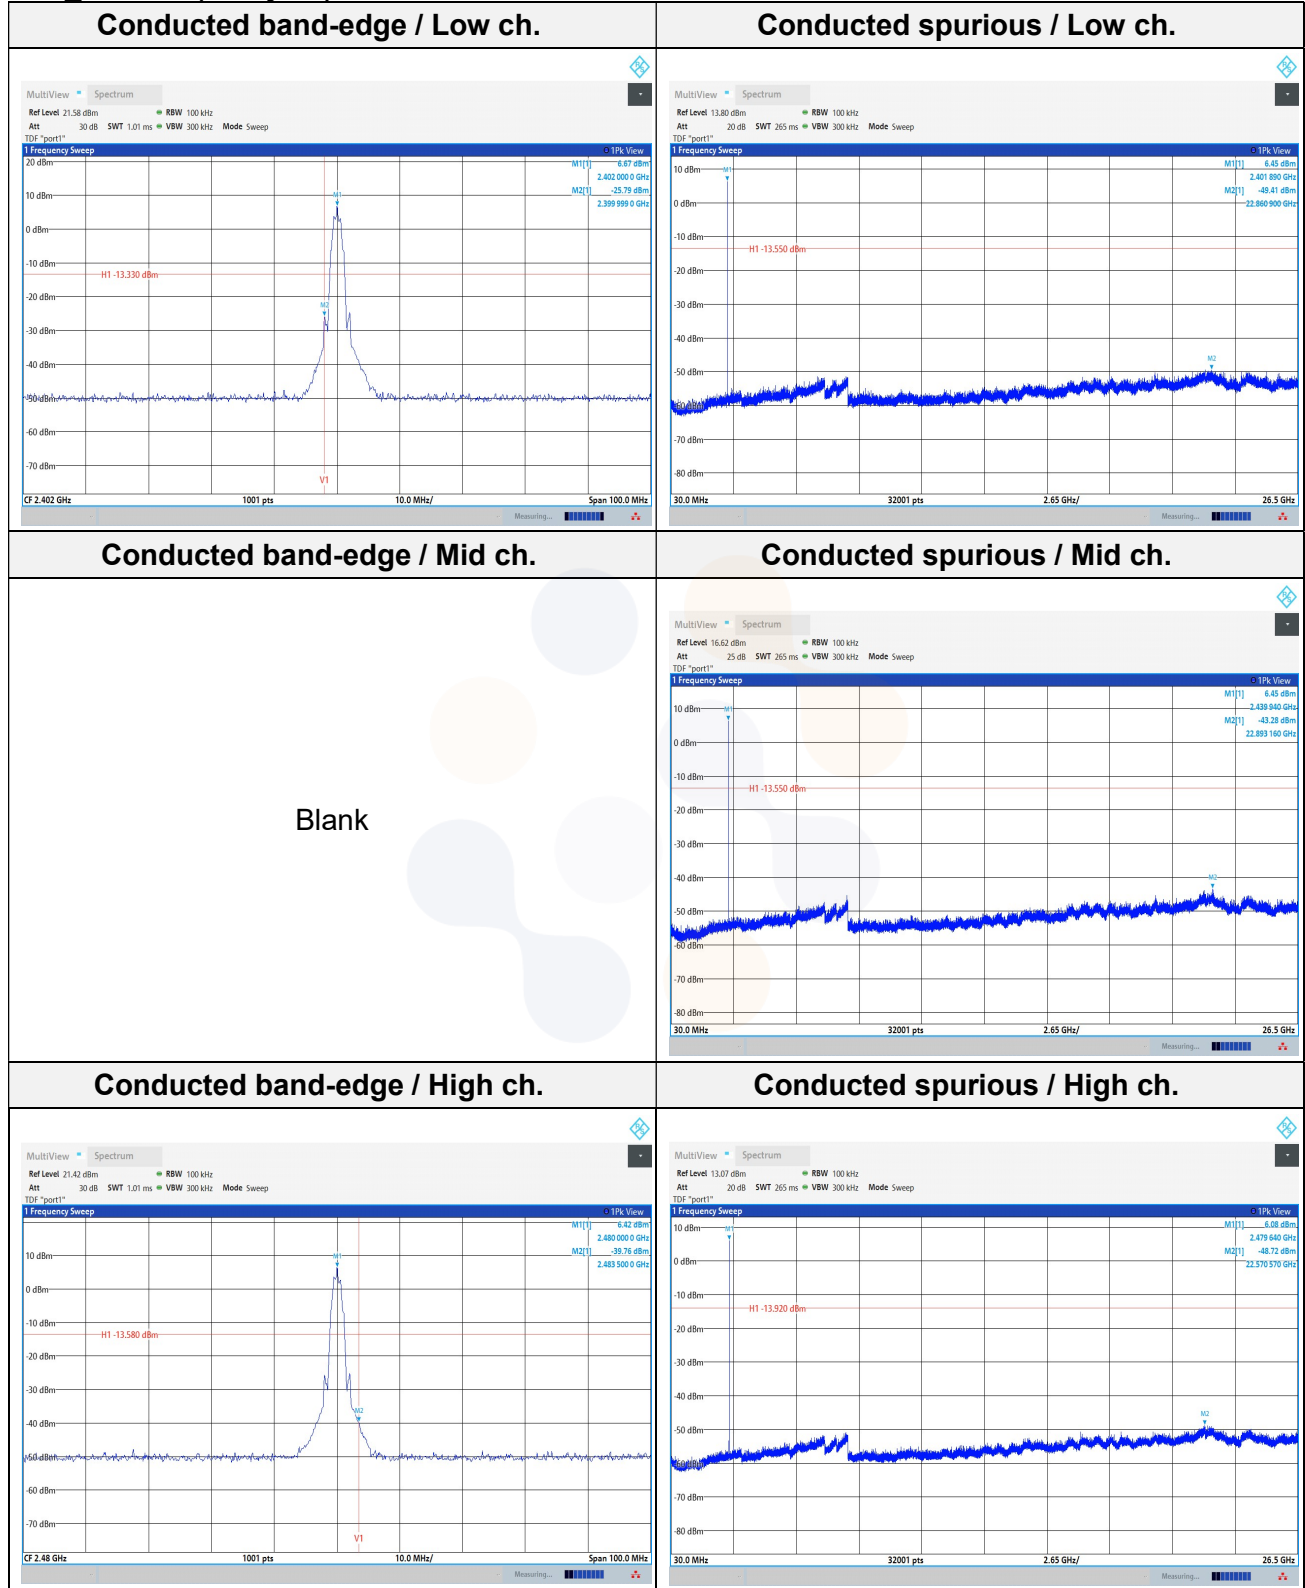 Conducted band-edge / Low ch.
Conducted spurious / Low ch.
MultiView Spectrum
Ref Level 21.58 dBm RBW 100 kHz
Att 30 dB SWT 1.01 ms VBW 300 kHz Mode Sweep
TDF "port1"
1 Frequency Sweep 1Pk View
M1[1] 6.67 dBm
2.402 000 0 GHz
M2[1] -25.79 dBm
2.399 999 0 GHz
20 dBm
10 dBm
M1
0 dBm
-10 dBm
H1 -13.330 dBm
-20 dBm
M2
-30 dBm
-40 dBm
-50 dBm
-60 dBm
-70 dBm
V1
CF 2.402 GHz 1001 pts 10.0 MHz/ Span 100.0 MHz
Measuring...
MultiView Spectrum
Ref Level 13.80 dBm RBW 100 kHz
Att 20 dB SWT 265 ms VBW 300 kHz Mode Sweep
TDF "port1"
1 Frequency Sweep 1Pk View
M1[1] 6.45 dBm
2.401 890 GHz
M2[1] -49.41 dBm
22.860 900 GHz
10 dBm
M1
0 dBm
-10 dBm
H1 -13.550 dBm
-20 dBm
-30 dBm
-40 dBm
M2
-50 dBm
-60 dBm
-70 dBm
-80 dBm
30.0 MHz 32001 pts 2.65 GHz/ 26.5 GHz
Measuring...
Conducted band-edge / Mid ch.
Conducted spurious / Mid ch.
Blank
MultiView Spectrum
Ref Level 16.62 dBm RBW 100 kHz
Att 25 dB SWT 265 ms VBW 300 kHz Mode Sweep
TDF "port1"
1 Frequency Sweep 1Pk View
M1[1] 6.45 dBm
2.439 940 GHz
M2[1] -43.28 dBm
22.893 160 GHz
10 dBm
M1
0 dBm
-10 dBm
H1 -13.550 dBm
-20 dBm
-30 dBm
-40 dBm
M2
-50 dBm
-60 dBm
-70 dBm
-80 dBm
30.0 MHz 32001 pts 2.65 GHz/ 26.5 GHz
Measuring...
Conducted band-edge / High ch.
Conducted spurious / High ch.
MultiView Spectrum
Ref Level 21.42 dBm RBW 100 kHz
Att 30 dB SWT 1.01 ms VBW 300 kHz Mode Sweep
TDF "port1"
1 Frequency Sweep 1Pk View
M1[1] 6.42 dBm
2.480 000 0 GHz
M2[1] -39.76 dBm
2.483 500 0 GHz
10 dBm
M1
0 dBm
-10 dBm
H1 -13.580 dBm
-20 dBm
-30 dBm
-40 dBm
M2
-50 dBm
-60 dBm
-70 dBm
V1
CF 2.48 GHz 1001 pts 10.0 MHz/ Span 100.0 MHz
Measuring...
MultiView Spectrum
Ref Level 13.07 dBm RBW 100 kHz
Att 20 dB SWT 265 ms VBW 300 kHz Mode Sweep
TDF "port1"
1 Frequency Sweep 1Pk View
M1[1] 6.08 dBm
2.479 640 GHz
M2[1] -48.72 dBm
22.570 570 GHz
10 dBm
M1
0 dBm
-10 dBm
H1 -13.920 dBm
-20 dBm
-30 dBm
-40 dBm
M2
-50 dBm
-60 dBm
-70 dBm
-80 dBm
30.0 MHz 32001 pts 2.65 GHz/ 26.5 GHz
Measuring...